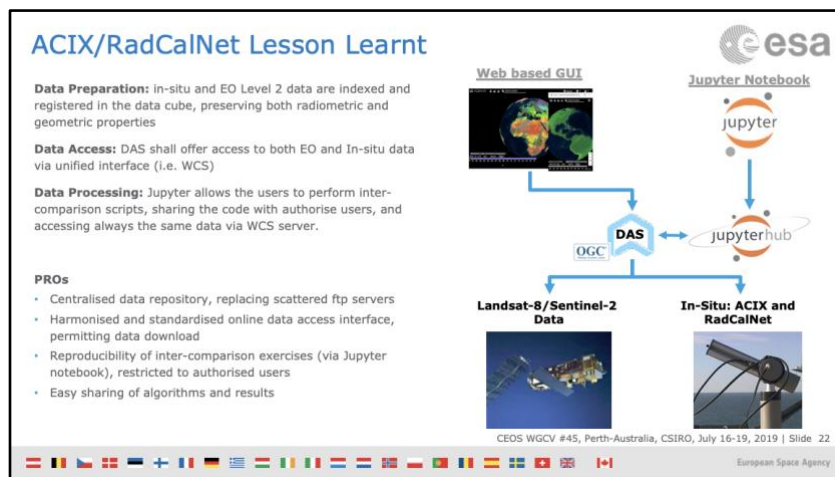 ACIX/RadCalNet Lesson Learnt
esa
Data Preparation: in-situ and EO Level 2 data are indexed and
registered in the data cube, preserving both radiometric and
geometric properties
Data Access: DAS shall offer access to both EO and In-situ data
via unified interface (i.e. WCS)
Data Processing: Jupyter allows the users to perform inter-
comparison scripts, sharing the code with authorise users, and
accessing always the same data via WCS server.
PROs
• Centralised data repository, replacing scattered ftp servers
• Harmonised and standardised online data access interface,
permitting data download
• Reproducibility of inter-comparison exercises (via Jupyter
notebook), restricted to authorised users
• Easy sharing of algorithms and results
Web based GUI
Jupyter Notebook
jupyter
DAS
OGC
jupyterhub
Landsat-8/Sentinel-2
Data
In-Situ: ACIX and
RadCalNet
CEOS WGCV #45, Perth-Australia, CSIRO, July 16-19, 2019 | Slide 22
European Space Agency